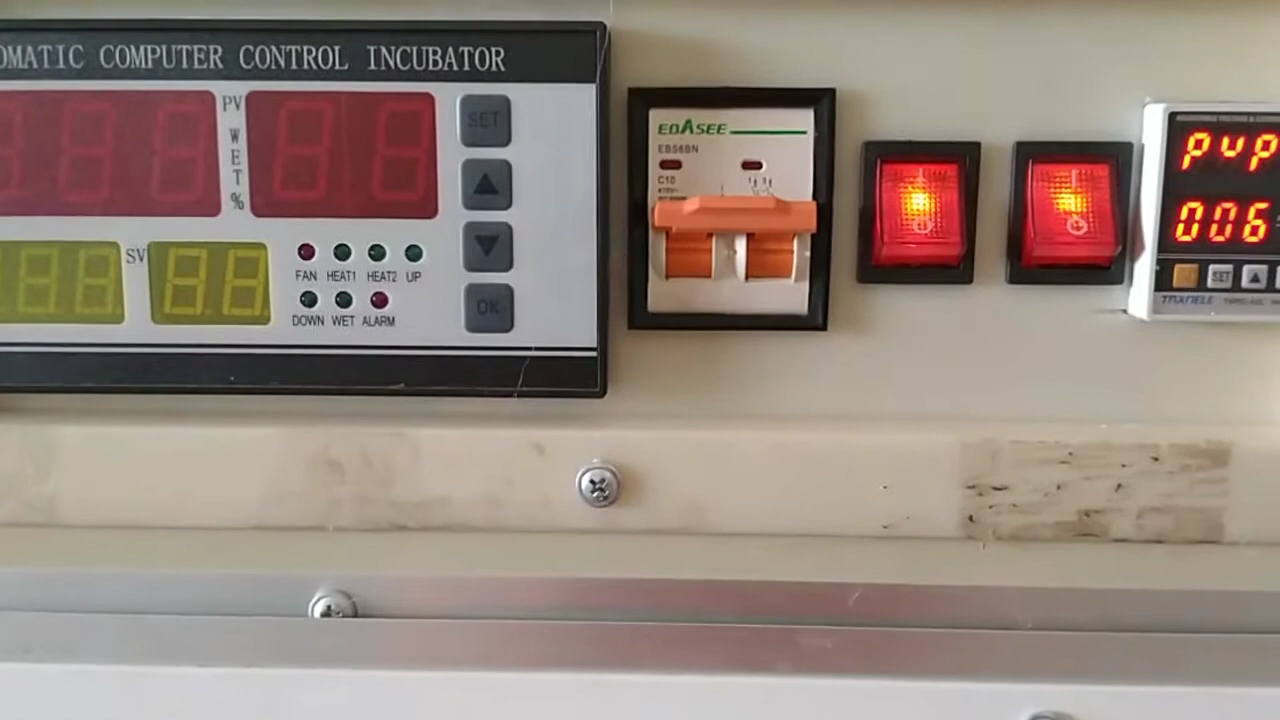 OMATIC COMPUTER CONTROL INCUBATOR
PV
WET%
SET
SV
FAN HEAT1 HEAT2 UP
DOWN WET ALARM
OK
EDASEE
EBS6BN
C10
PvP
006
SET